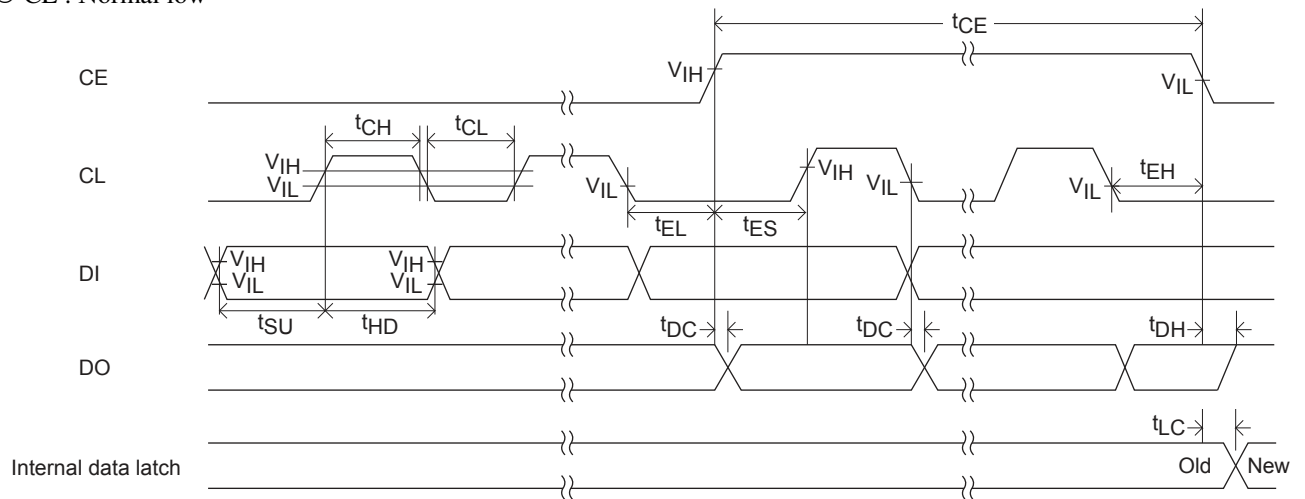 CE : Normal low
tCE
CE
VIH
VIL
tCH
tCL
CL
VIH
VIL
VIL
VIH
VIL
VIL
tEH
tEL
tES
DI
VIH
VIL
VIH
VIL
tSU
tHD
tDC
tDC
tDH
DO
tLC
Internal data latch
Old
New